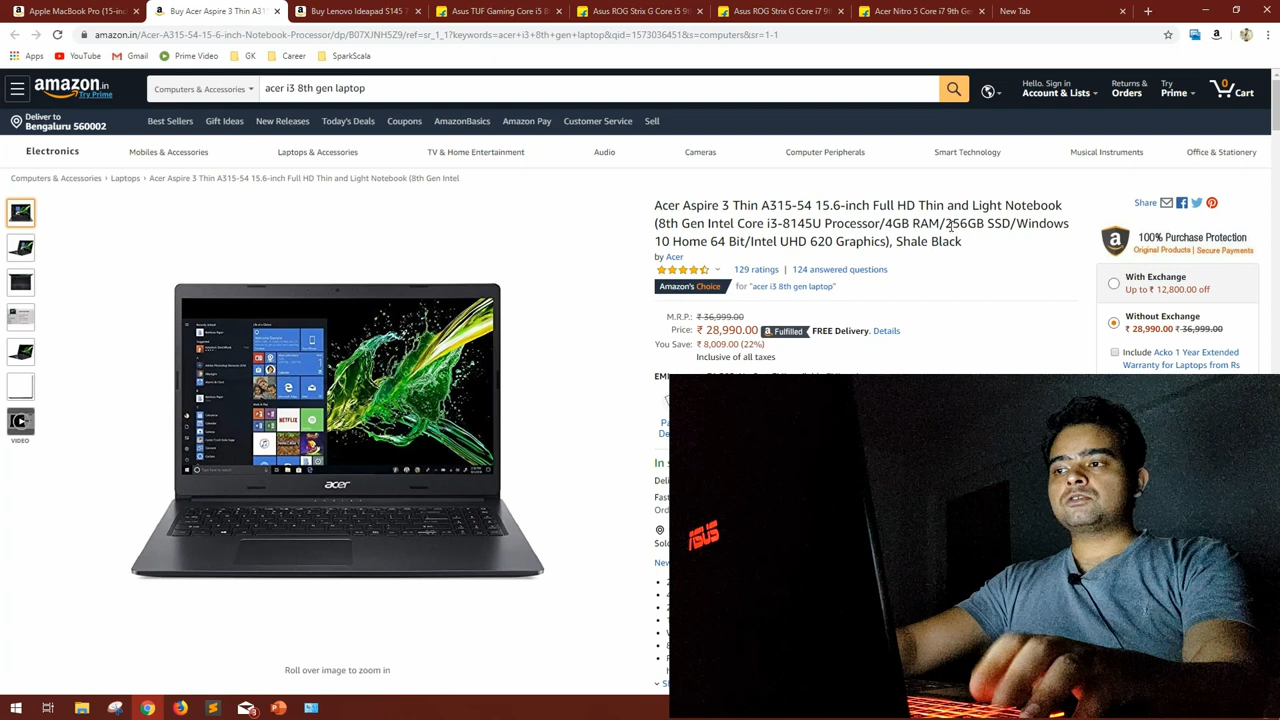 Apple MacBook Pro (15-inc
Buy Acer Aspire 3 Thin A31
Buy Lenovo Ideapad S145 7
Asus TUF Gaming Core i5 8
Asus ROG Strix G Core i5 9
Asus ROG Strix G Core i7 9
Acer Nitro 5 Core i7 9th Ge
New Tab
amazon.in/Acer-A315-54-15-6-inch-Notebook-Processor/dp/B07XJNH5Z9/ref=sr_1_1?keywords=acer+i3+8th+gen+laptop&qid=1573036451&s=computers&sr=1-1
Apps
YouTube
Gmail
Prime Video
GK
Career
SparkScala
amazon.in
Try Prime
Computers & Accessories
acer i3 8th gen laptop
Hello. Sign in
Account & Lists
Returns &
Orders
Try
Prime
0
Cart
Deliver to
Bengaluru 560002
Best Sellers
Gift Ideas
New Releases
Today's Deals
Coupons
AmazonBasics
Amazon Pay
Customer Service
Sell
Electronics
Mobiles & Accessories
Laptops & Accessories
TV & Home Entertainment
Audio
Cameras
Computer Peripherals
Smart Technology
Musical Instruments
Office & Stationery
Computers & Accessories › Laptops › Acer Aspire 3 Thin A315-54 15.6-inch Full HD Thin and Light Notebook (8th Gen Intel
VIDEO
NETFLIX
acer
Roll over image to zoom in
Acer Aspire 3 Thin A315-54 15.6-inch Full HD Thin and Light Notebook
(8th Gen Intel Core i3-8145U Processor/4GB RAM/256GB SSD/Windows
10 Home 64 Bit/Intel UHD 620 Graphics), Shale Black
by Acer
129 ratings | 124 answered questions
Amazon's Choice for "acer i3 8th gen laptop"
M.R.P.: ₹ 36,999.00
Price: ₹ 28,990.00 Fulfilled FREE Delivery. Details
You Save: ₹ 8,009.00 (22%)
Inclusive of all taxes
In s
Deli
Fast
Sold
New
Share
100% Purchase Protection
Original Products | Secure Payments
With Exchange
Up to ₹ 12,800.00 off
Without Exchange
₹ 28,990.00 ₹ 36,999.00
Include Acko 1 Year Extended
Warranty for Laptops from Rs
ASUS
3